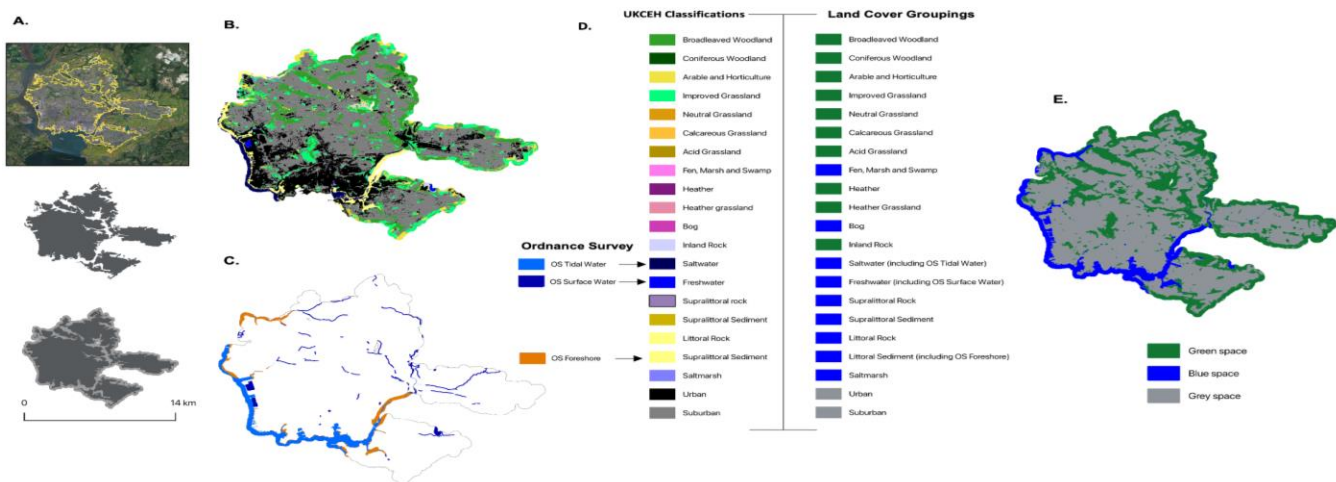 A.
0
14 km
B.
Ordnance Survey
OS Tidal Water
OS Surface Water
OS Foreshore
C.
D.
UKCEH Classifications
Broadleaved Woodland
Coniferous Woodland
Arable and Horticulture
Improved Grassland
Neutral Grassland
Calcareous Grassland
Acid Grassland
Fen, Marsh and Swamp
Heather
Heather grassland
Bog
Inland Rock
Saltwater
Freshwater
Supralittoral rock
Supralittoral Sediment
Littoral Rock
Supralittoral Sediment
Saltmarsh
Urban
Suburban
Land Cover Groupings
Broadleaved Woodland
Coniferous Woodland
Arable and Horticulture
Improved Grassland
Neutral Grassland
Calcareous Grassland
Acid Grassland
Fen, Marsh and Swamp
Heather
Heather Grassland
Bog
Inland Rock
Saltwater (including OS Tidal Water)
Freshwater (including OS Surface Water)
Supralittoral Rock
Supralittoral Sediment
Littoral Rock
Littoral Sediment (including OS Foreshore)
Saltmarsh
Urban
Suburban
E.
Green space
Blue space
Grey space